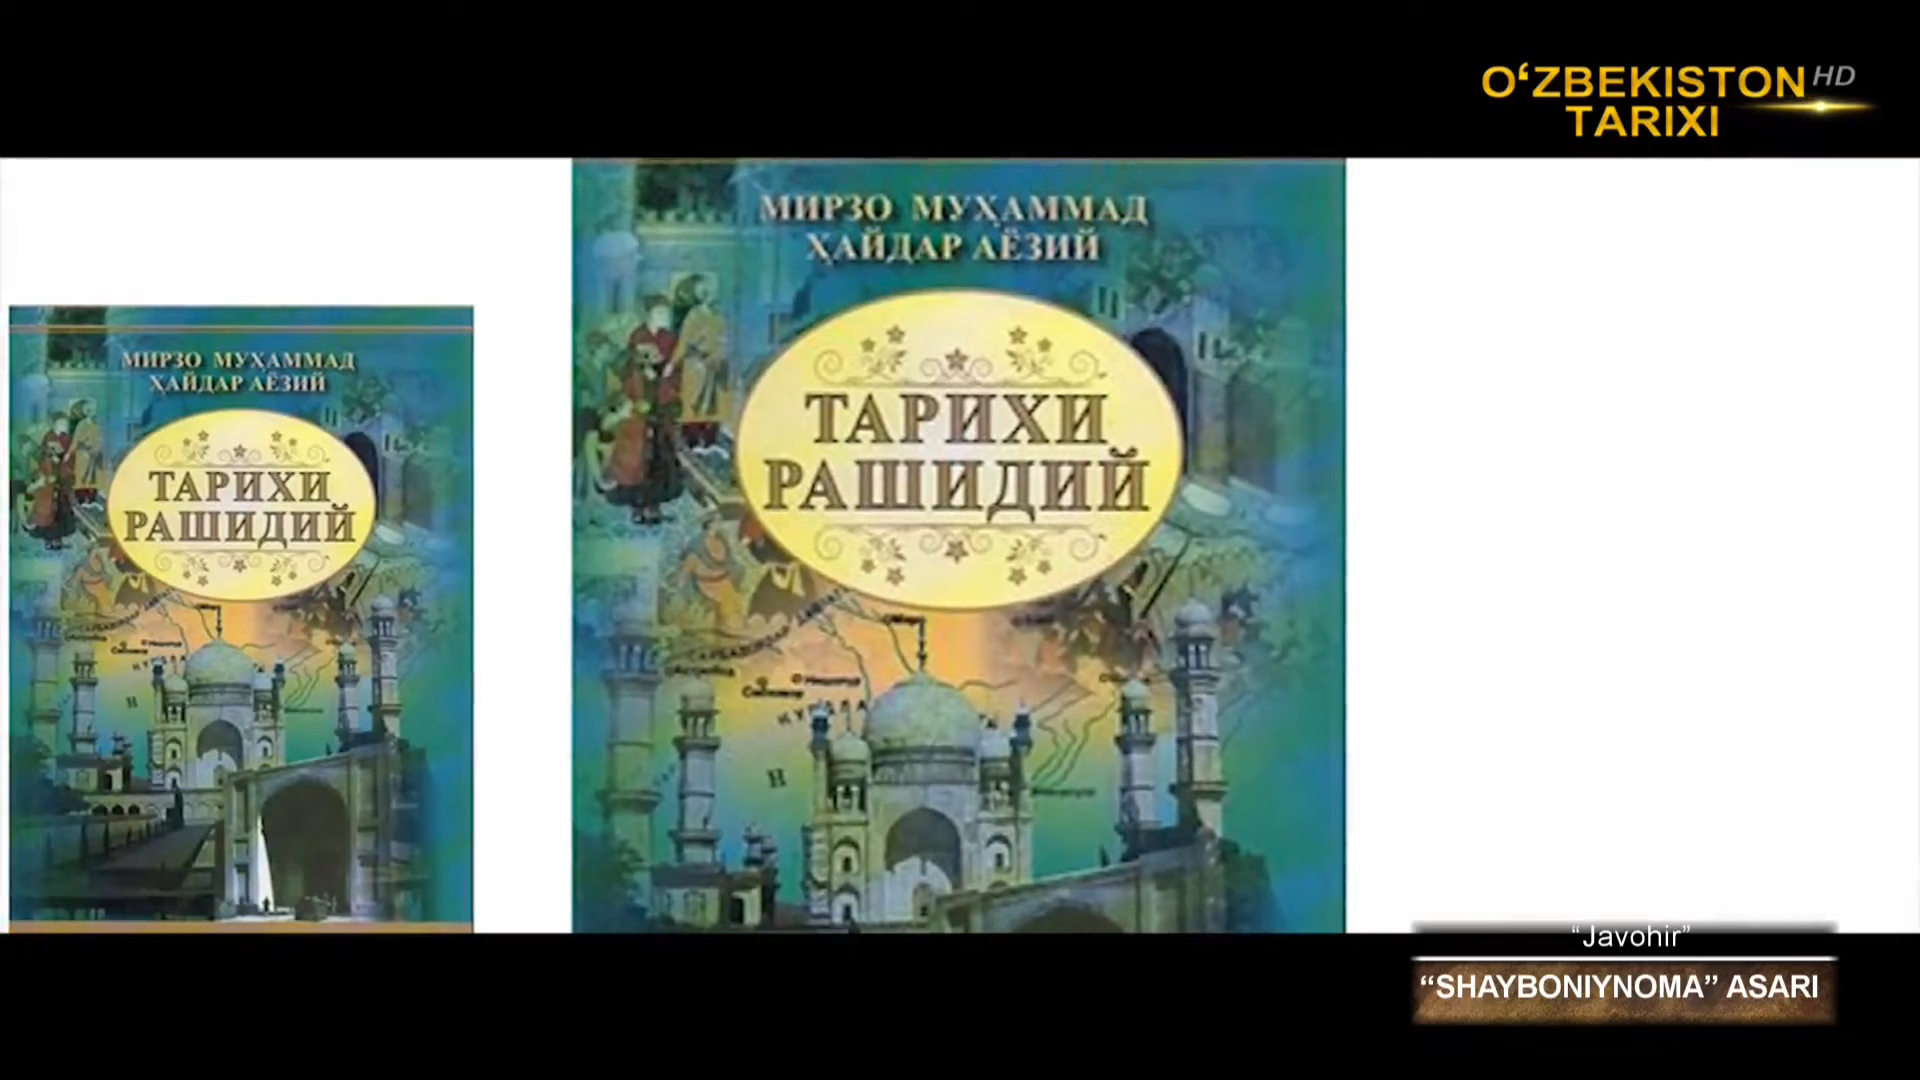 O‘ZBEKISTON HD
TARIXI
МИРЗО МУҲАММАД
ҲАЙДАР АЁЗИЙ
ТАРИХИ
РАШИДИЙ
МИРЗО МУҲАММАД
ҲАЙДАР АЁЗИЙ
ТАРИХИ
РАШИДИЙ
“Javohir”
“SHAYBONIYNOMA” ASARI